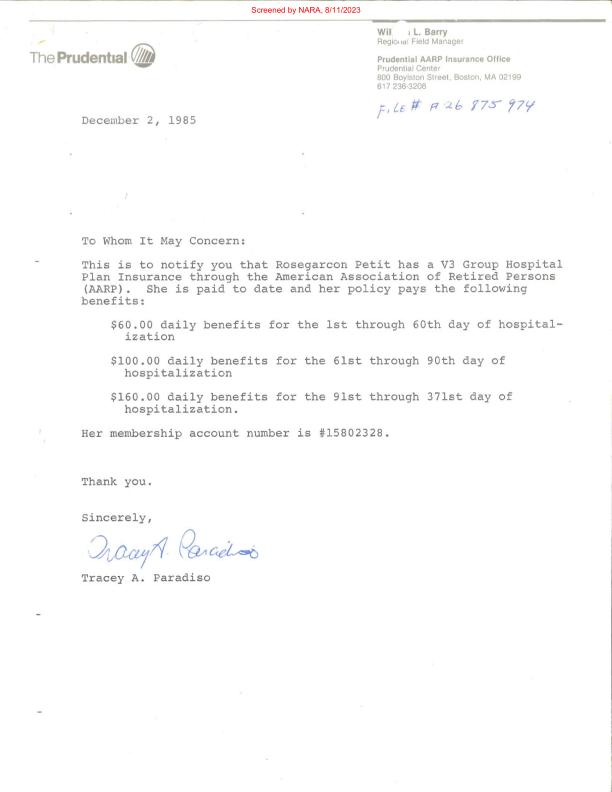 Screened by NARA, 8/11/2023
The Prudential
L. Barry
Regional Field Manager
Prudential AARP Insurance Office
Prudential Center
800 Boylston Street, Boston, MA 02199
617 236-3208
FILE # A 26 875 974
December 2, 1985
To Whom It May Concern:
This is to notify you that Rosegarcon Petit has a V3 Group Hospital
Plan Insurance through the American Association of Retired Persons
(AARP). She is paid to date and her policy pays the following
benefits:
$60.00 daily benefits for the 1st through 60th day of hospital-
ization
$100.00 daily benefits for the 61st through 90th day of
hospitalization
$160.00 daily benefits for the 91st through 371st day of
hospitalization.
Her membership account number is #15802328.
Thank you.
Sincerely,
Tracey A. Paradiso
Tracey A. Paradiso